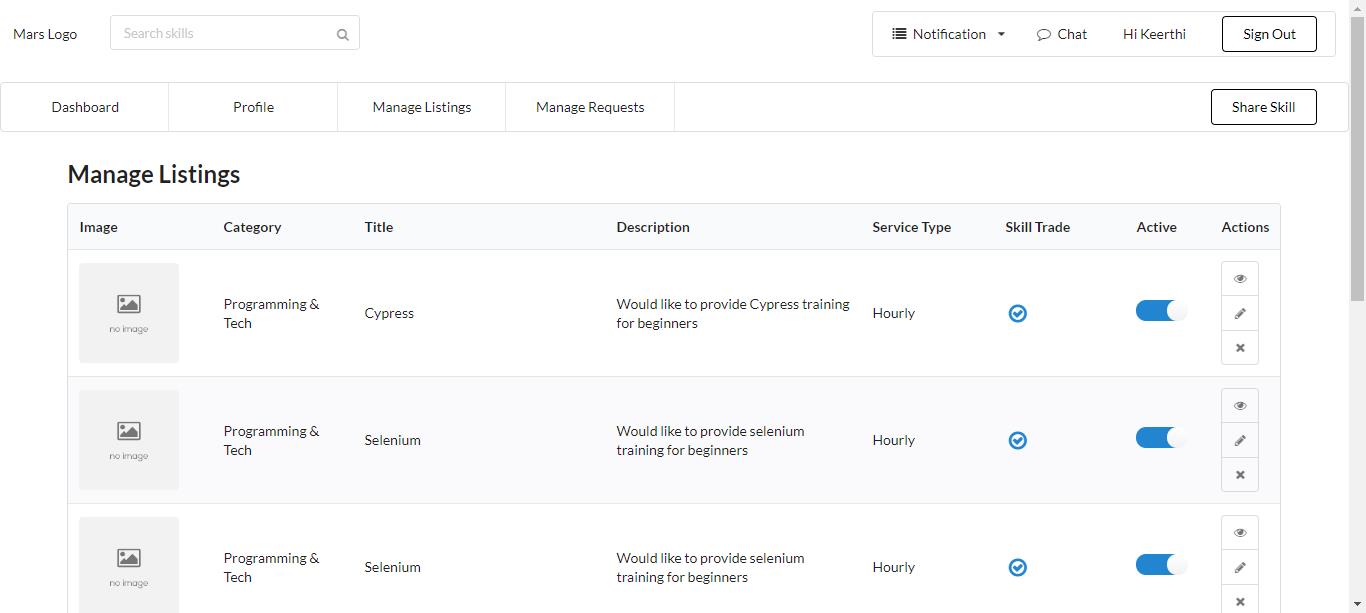 Mars Logo
Search skills
Notification
Chat
Hi Keerthi
Sign Out
Dashboard
Profile
Manage Listings
Manage Requests
Share Skill
Manage Listings
Image
Category
Title
Description
Service Type
Skill Trade
Active
Actions
no image
Programming &
Tech
Cypress
Would like to provide Cypress training
for beginners
Hourly
no image
Programming &
Tech
Selenium
Would like to provide selenium
training for beginners
Hourly
no image
Programming &
Tech
Selenium
Would like to provide selenium
training for beginners
Hourly